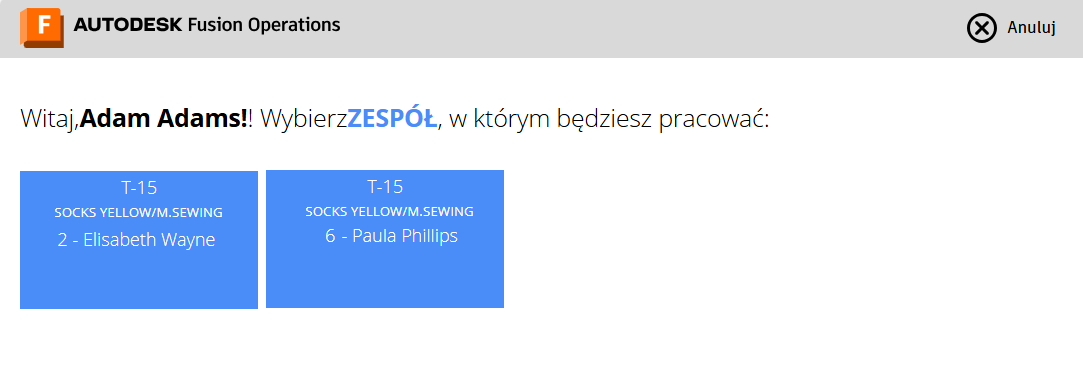 F AUTODESK Fusion Operations
Anuluj
Witaj,Adam Adams!! WybierzZESPÓŁ, w którym będziesz pracować:
T-15
SOCKS YELLOW/M.SEWING
2 - Elisabeth Wayne
T-15
SOCKS YELLOW/M.SEWING
6 - Paula Phillips